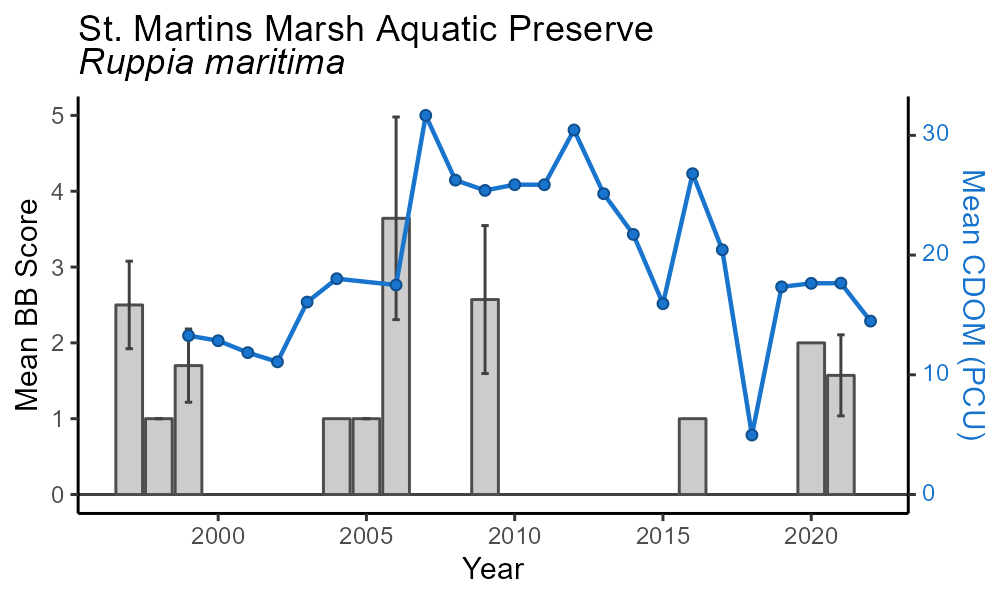 St. Martins Marsh Aquatic Preserve
Ruppia maritima
5
4
3
2
1
0
Mean BB Score
30
20
10
0
Mean CDOM (PCU)
2000 2005 2010 2015 2020
Year